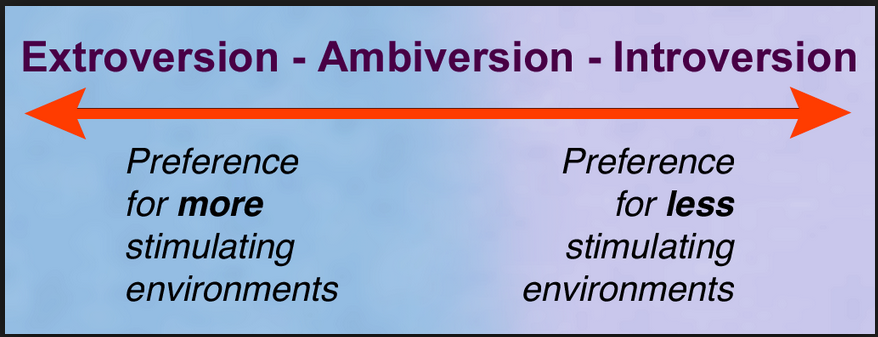 Extroversion - Ambiversion - Introversion
Preference
for more
stimulating
environments
Preference
for less
stimulating
environments